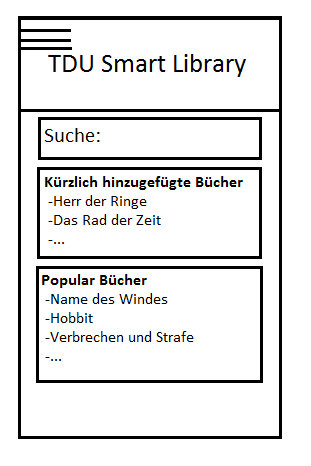 TDU Smart Library
Suche:
Kürzlich hinzugefügte Bücher
-Herr der Ringe
-Das Rad der Zeit
-...
Popular Bücher
-Name des Windes
-Hobbit
-Verbrechen und Strafe
-...